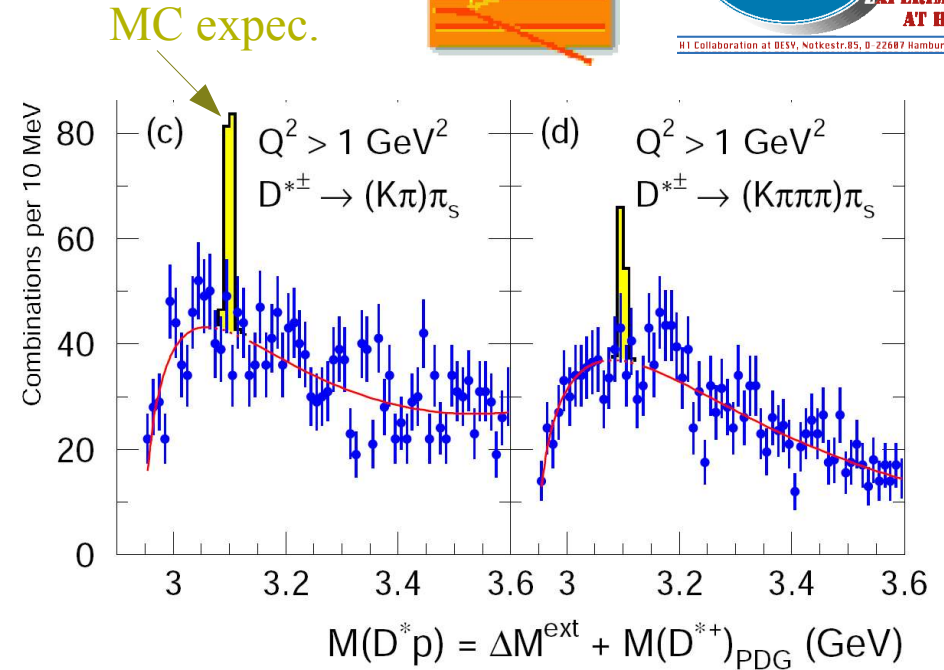 MC expec.
AT H
H1 Collaboration at DESY, Notkestr.85, D-22607 Hambur
Combinations per 10 MeV
80
60
40
20
0
(c) Q² > 1 GeV²
D*± → (Kπ)πs
(d) Q² > 1 GeV²
D*± → (Kπππ)πs
3 3.2 3.4 3.6 3 3.2 3.4 3.6
M(D*p) = ΔM^ext + M(D*+)PDG (GeV)